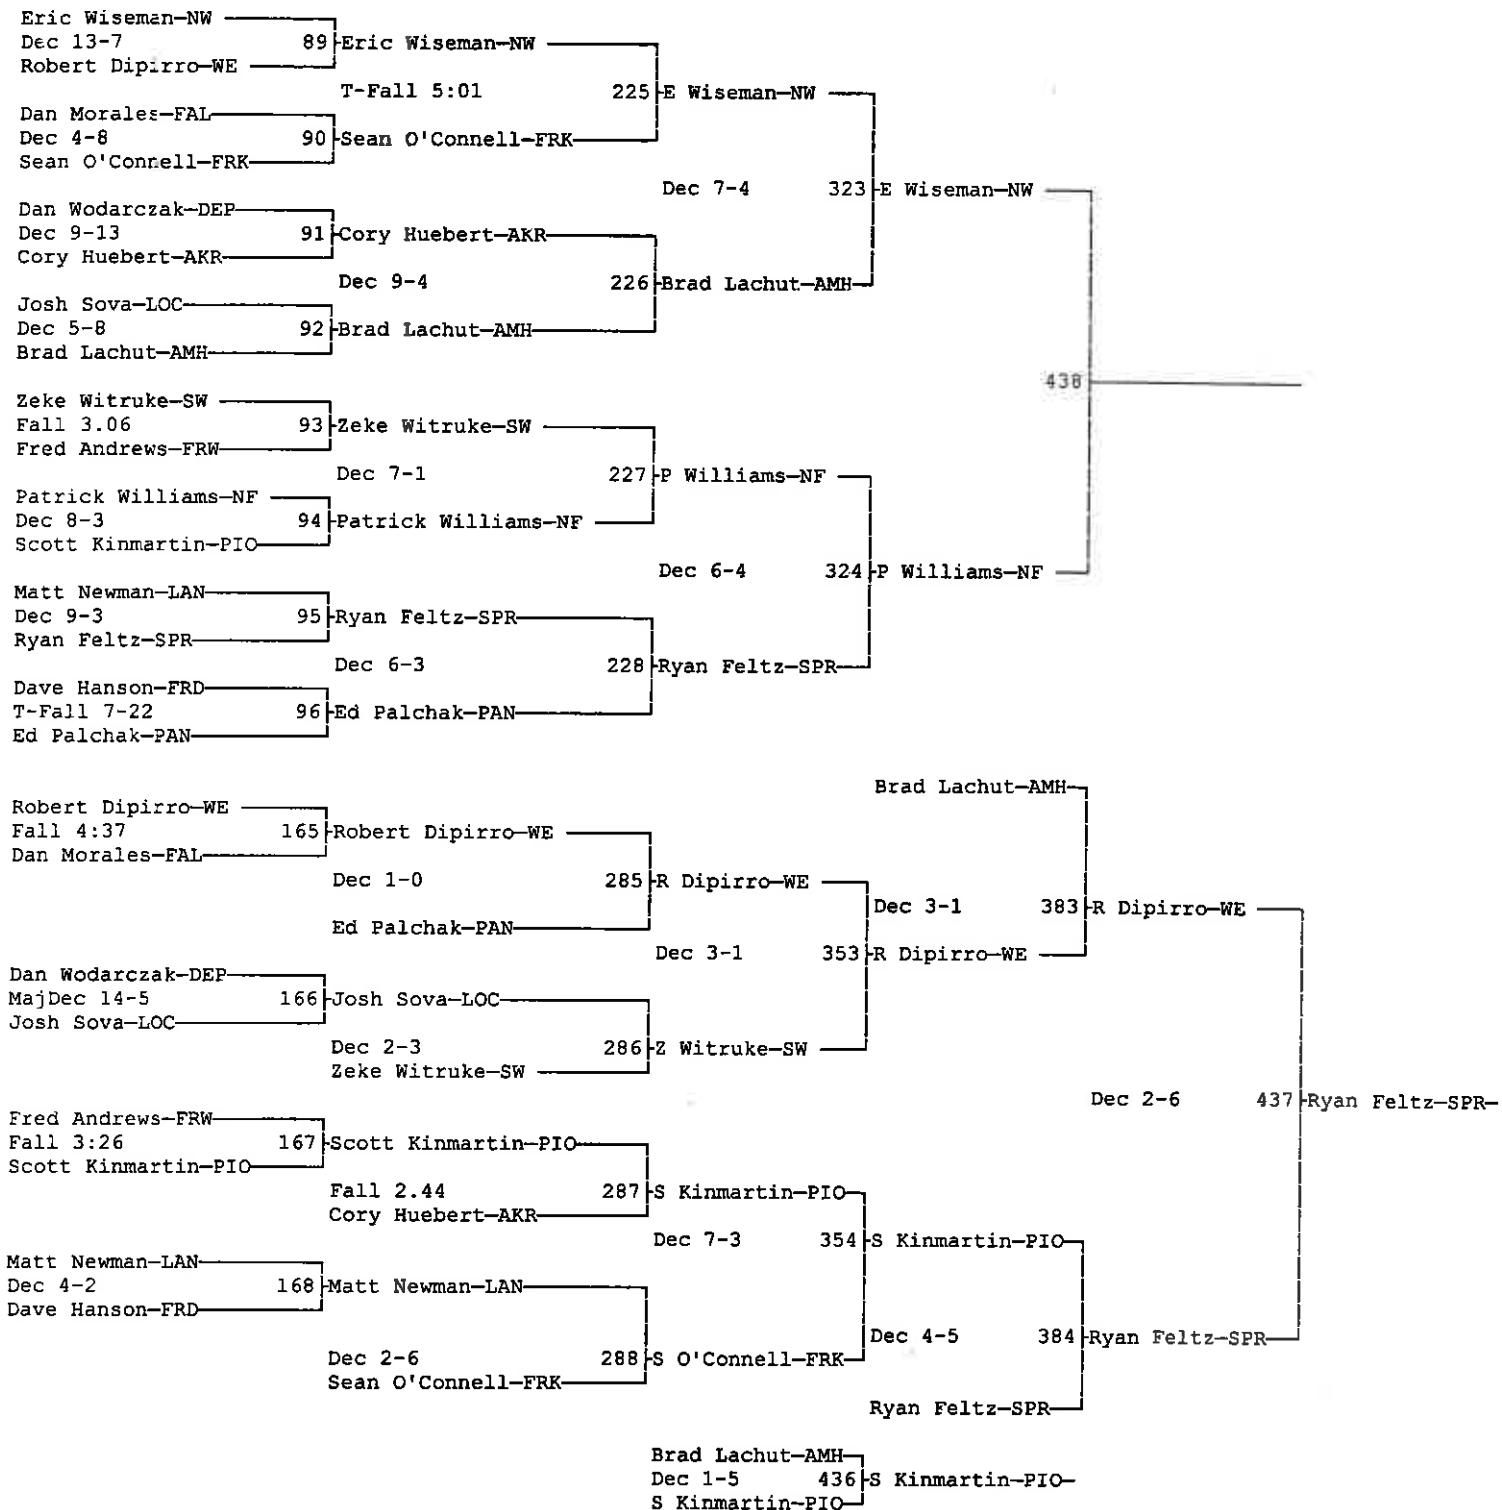 Eric Wiseman-NW
Dec 13-7 89 Eric Wiseman-NW
Robert Dipirro-WE
T-Fall 5:01 225 E Wiseman-NW
Dan Morales-FAL
Dec 4-8 90 Sean O'Connell-FRK
Sean O'Connell-FRK
Dec 7-4 323 E Wiseman-NW
Dan Wodarczak-DEP
Dec 9-13 91 Cory Huebert-AKR
Cory Huebert-AKR
Dec 9-4 226 Brad Lachut-AMH
Josh Sova-LOC
Dec 5-8 92 Brad Lachut-AMH
Brad Lachut-AMH
438
Zeke Witruke-SW
Fall 3.06 93 Zeke Witruke-SW
Fred Andrews-FRW
Dec 7-1 227 P Williams-NF
Patrick Williams-NF
Dec 8-3 94 Patrick Williams-NF
Scott Kinmartin-PIO
Dec 6-4 324 P Williams-NF
Matt Newman-LAN
Dec 9-3 95 Ryan Feltz-SPR
Ryan Feltz-SPR
Dec 6-3 228 Ryan Feltz-SPR
Dave Hanson-FRD
T-Fall 7-22 96 Ed Palchak-PAN
Ed Palchak-PAN
Brad Lachut-AMH
Robert Dipirro-WE
Fall 4:37 165 Robert Dipirro-WE
Dan Morales-FAL
Dec 1-0 285 R Dipirro-WE
Dec 3-1 383 R Dipirro-WE
Ed Palchak-PAN
Dec 3-1 353 R Dipirro-WE
Dan Wodarczak-DEP
MajDec 14-5 166 Josh Sova-LOC
Josh Sova-LOC
Dec 2-3 286 Z Witruke-SW
Zeke Witruke-SW
Dec 2-6 437 Ryan Feltz-SPR-
Fred Andrews-FRW
Fall 3:26 167 Scott Kinmartin-PIO
Scott Kinmartin-PIO
Fall 2.44 287 S Kinmartin-PIO
Cory Huebert-AKR
Dec 7-3 354 S Kinmartin-PIO
Matt Newman-LAN
Dec 4-2 168 Matt Newman-LAN
Dave Hanson-FRD
Dec 4-5 384 Ryan Feltz-SPR
Dec 2-6 288 S O'Connell-FRK
Sean O'Connell-FRK
Ryan Feltz-SPR
Brad Lachut-AMH
Dec 1-5 436 S Kinmartin-PIO-
S Kinmartin-PIO